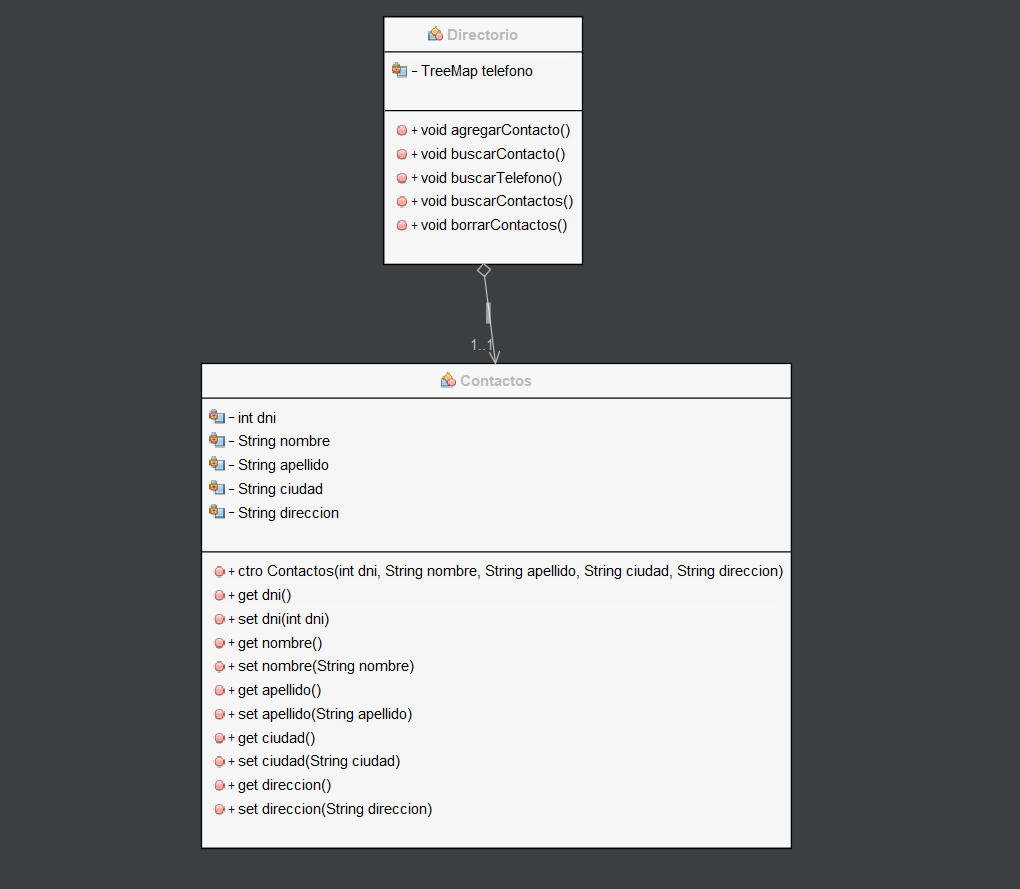 Directorio
- TreeMap telefono
+ void agregarContacto()
+ void buscarContacto()
+ void buscarTelefono()
+ void buscarContactos()
+ void borrarContactos()
1..1
Contactos
- int dni
- String nombre
- String apellido
- String ciudad
- String direccion
+ ctro Contactos(int dni, String nombre, String apellido, String ciudad, String direccion)
+ get dni()
+ set dni(int dni)
+ get nombre()
+ set nombre(String nombre)
+ get apellido()
+ set apellido(String apellido)
+ get ciudad()
+ set ciudad(String ciudad)
+ get direccion()
+ set direccion(String direccion)